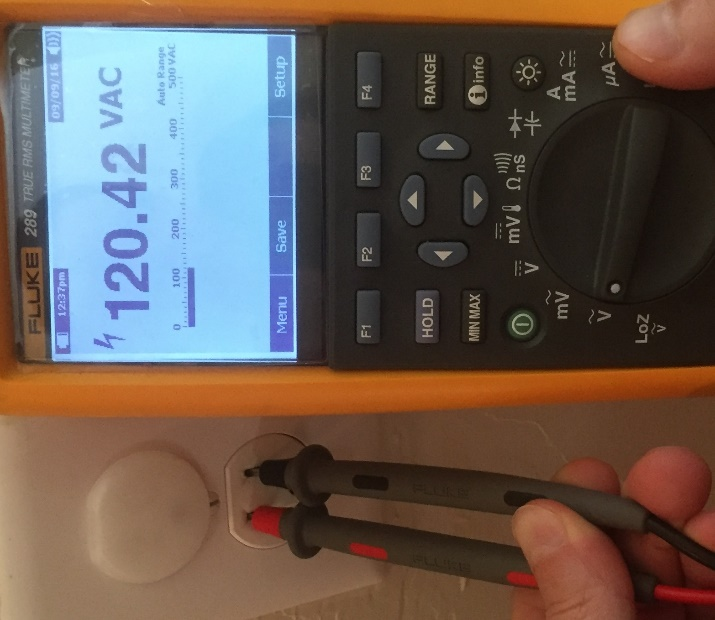 FLUKE 289 TRUE RMS MULTIMETER
12:37pm 09/09/16
120.42 VAC
Auto Range
0 100 200 300 400 500 VAC
Menu Save Setup
F1 F2 F3 F4
HOLD RANGE
MIN MAX i info
mV
V
mV
Ω nS
A
mA
µA
V
LoZ
V
FLUKE
FLUKE